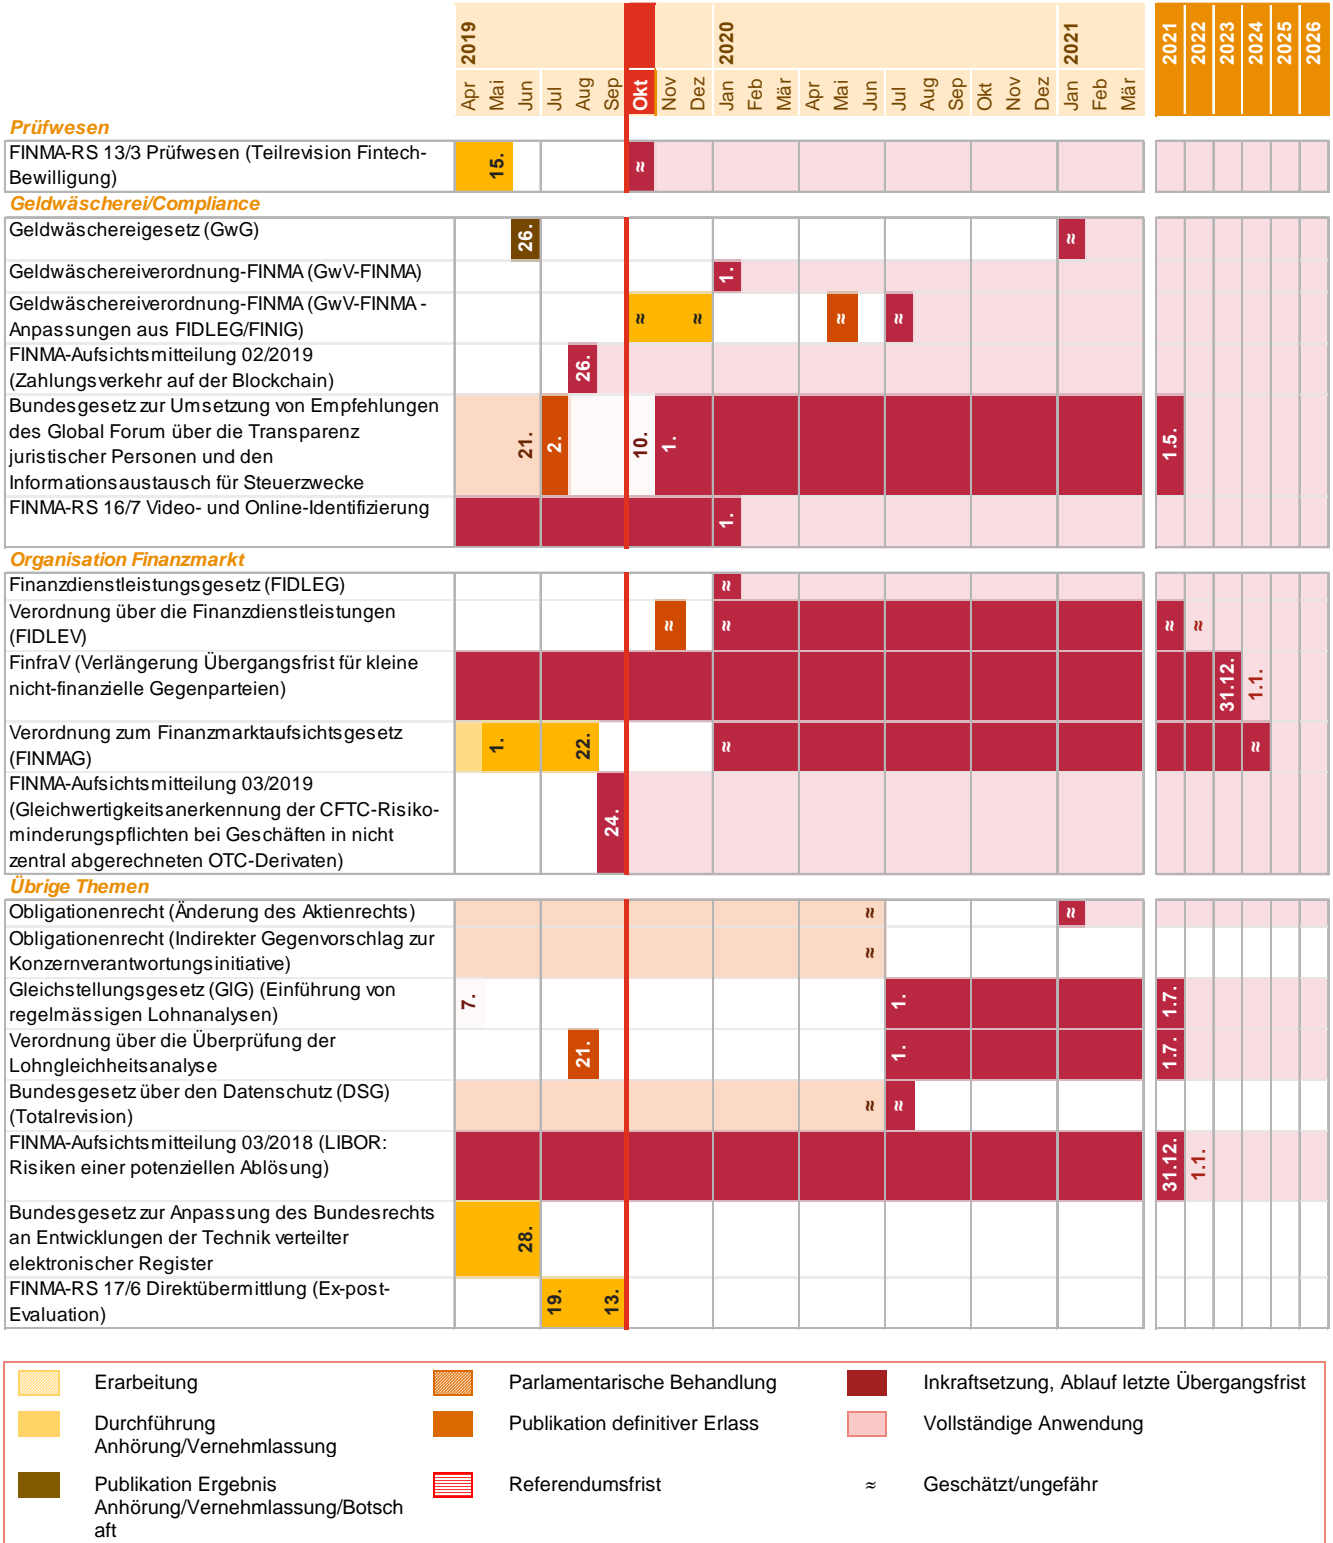 2019
2020
2021
2021
2022
2023
2024
2025
2026
Apr
Mai
Jun
Jul
Aug
Sep
Okt
Nov
Dez
Jan
Feb
Mär
Apr
Mai
Jun
Jul
Aug
Sep
Okt
Nov
Dez
Jan
Feb
Mär
Prüfwesen
FINMA-RS 13/3 Prüfwesen (Teilrevision Fintech-
Bewilligung)
15.
≈
Geldwäscherei/Compliance
Geldwäschereigesetz (GwG)
26.
≈
Geldwäschereiverordnung-FINMA (GwV-FINMA)
1.
Geldwäschereiverordnung-FINMA (GwV-FINMA -
Anpassungen aus FIDLEG/FINIG)
≈
≈
≈
≈
FINMA-Aufsichtsmitteilung 02/2019
(Zahlungsverkehr auf der Blockchain)
26.
Bundesgesetz zur Umsetzung von Empfehlungen
des Global Forum über die Transparenz
juristischer Personen und den
Informationsaustausch für Steuerzwecke
21.
2.
10.
1.
1.5.
FINMA-RS 16/7 Video- und Online-Identifizierung
1.
Organisation Finanzmarkt
Finanzdienstleistungsgesetz (FIDLEG)
≈
Verordnung über die Finanzdienstleistungen
(FIDLEV)
≈
≈
≈
≈
FinfraV (Verlängerung Übergangsfrist für kleine
nicht-finanzielle Gegenparteien)
31.12.
1.1.
Verordnung zum Finanzmarktaufsichtsgesetz
(FINMAG)
1.
22.
≈
≈
FINMA-Aufsichtsmitteilung 03/2019
(Gleichwertigkeitsanerkennung der CFTC-Risiko-
minderungspflichten bei Geschäften in nicht
zentral abgerechneten OTC-Derivaten)
24.
Übrige Themen
Obligationenrecht (Änderung des Aktienrechts)
≈
≈
Obligationenrecht (Indirekter Gegenvorschlag zur
Konzernverantwortungsinitiative)
≈
Gleichstellungsgesetz (GlG) (Einführung von
regelmässigen Lohnanalysen)
7.
1.
1.7.
Verordnung über die Überprüfung der
Lohngleichheitsanalyse
21.
1.
1.7.
Bundesgesetz über den Datenschutz (DSG)
(Totalrevision)
≈
≈
FINMA-Aufsichtsmitteilung 03/2018 (LIBOR:
Risiken einer potenziellen Ablösung)
31.12.
1.1.
Bundesgesetz zur Anpassung des Bundesrechts
an Entwicklungen der Technik verteilter
elektronischer Register
28.
FINMA-RS 17/6 Direktübermittlung (Ex-post-
Evaluation)
19.
13.
Erarbeitung
Parlamentarische Behandlung
Inkraftsetzung, Ablauf letzte Übergangsfrist
Durchführung
Anhörung/Vernehmlassung
Publikation definitiver Erlass
Vollständige Anwendung
Publikation Ergebnis
Anhörung/Vernehmlassung/Botsch
aft
Referendumsfrist
≈
Geschätzt/ungefähr